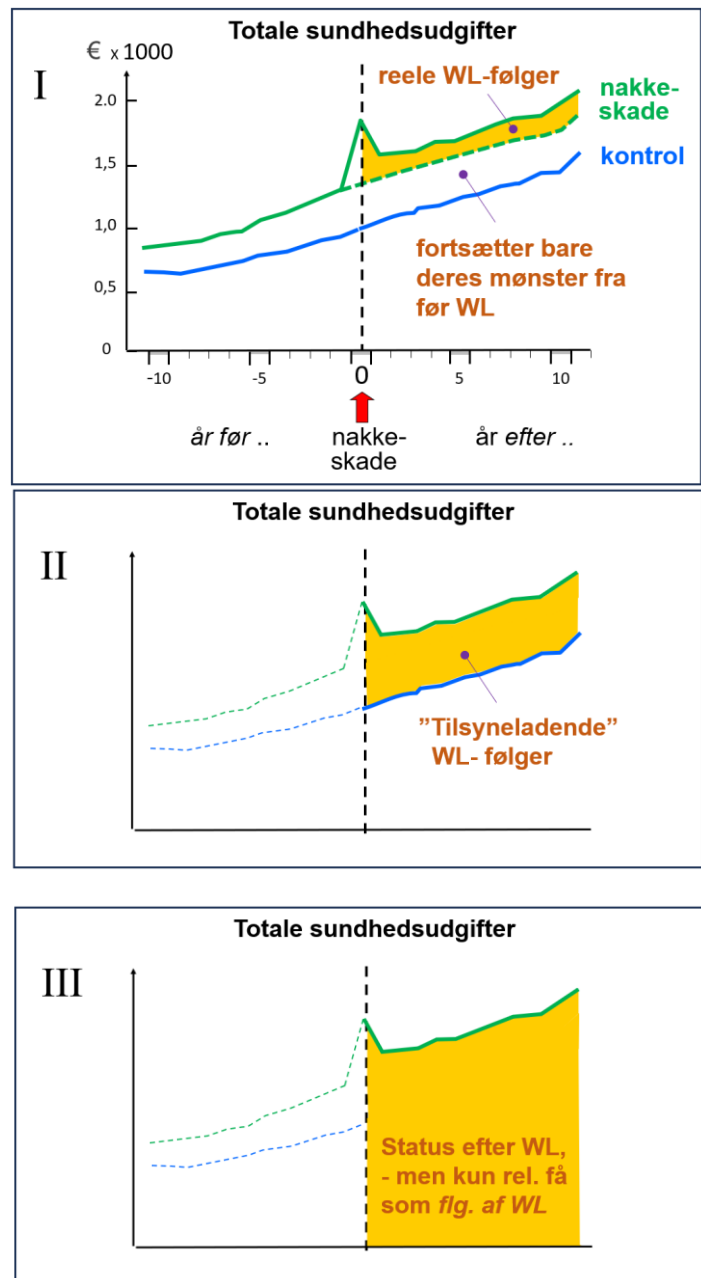 Totale sundhedsudgifter
€ x 1000
I
reele WL-følger
nakke-
skade
kontrol
2.0
1,5
1,0
0,5
0
fortsætter bare
deres mønster fra
før WL
-10
-5
0
5
10
år før ..
nakke-
skade
år efter ..
Totale sundhedsudgifter
II
”Tilsyneladende”
WL- følger
Totale sundhedsudgifter
III
Status efter WL,
- men kun rel. få
som flg. af WL